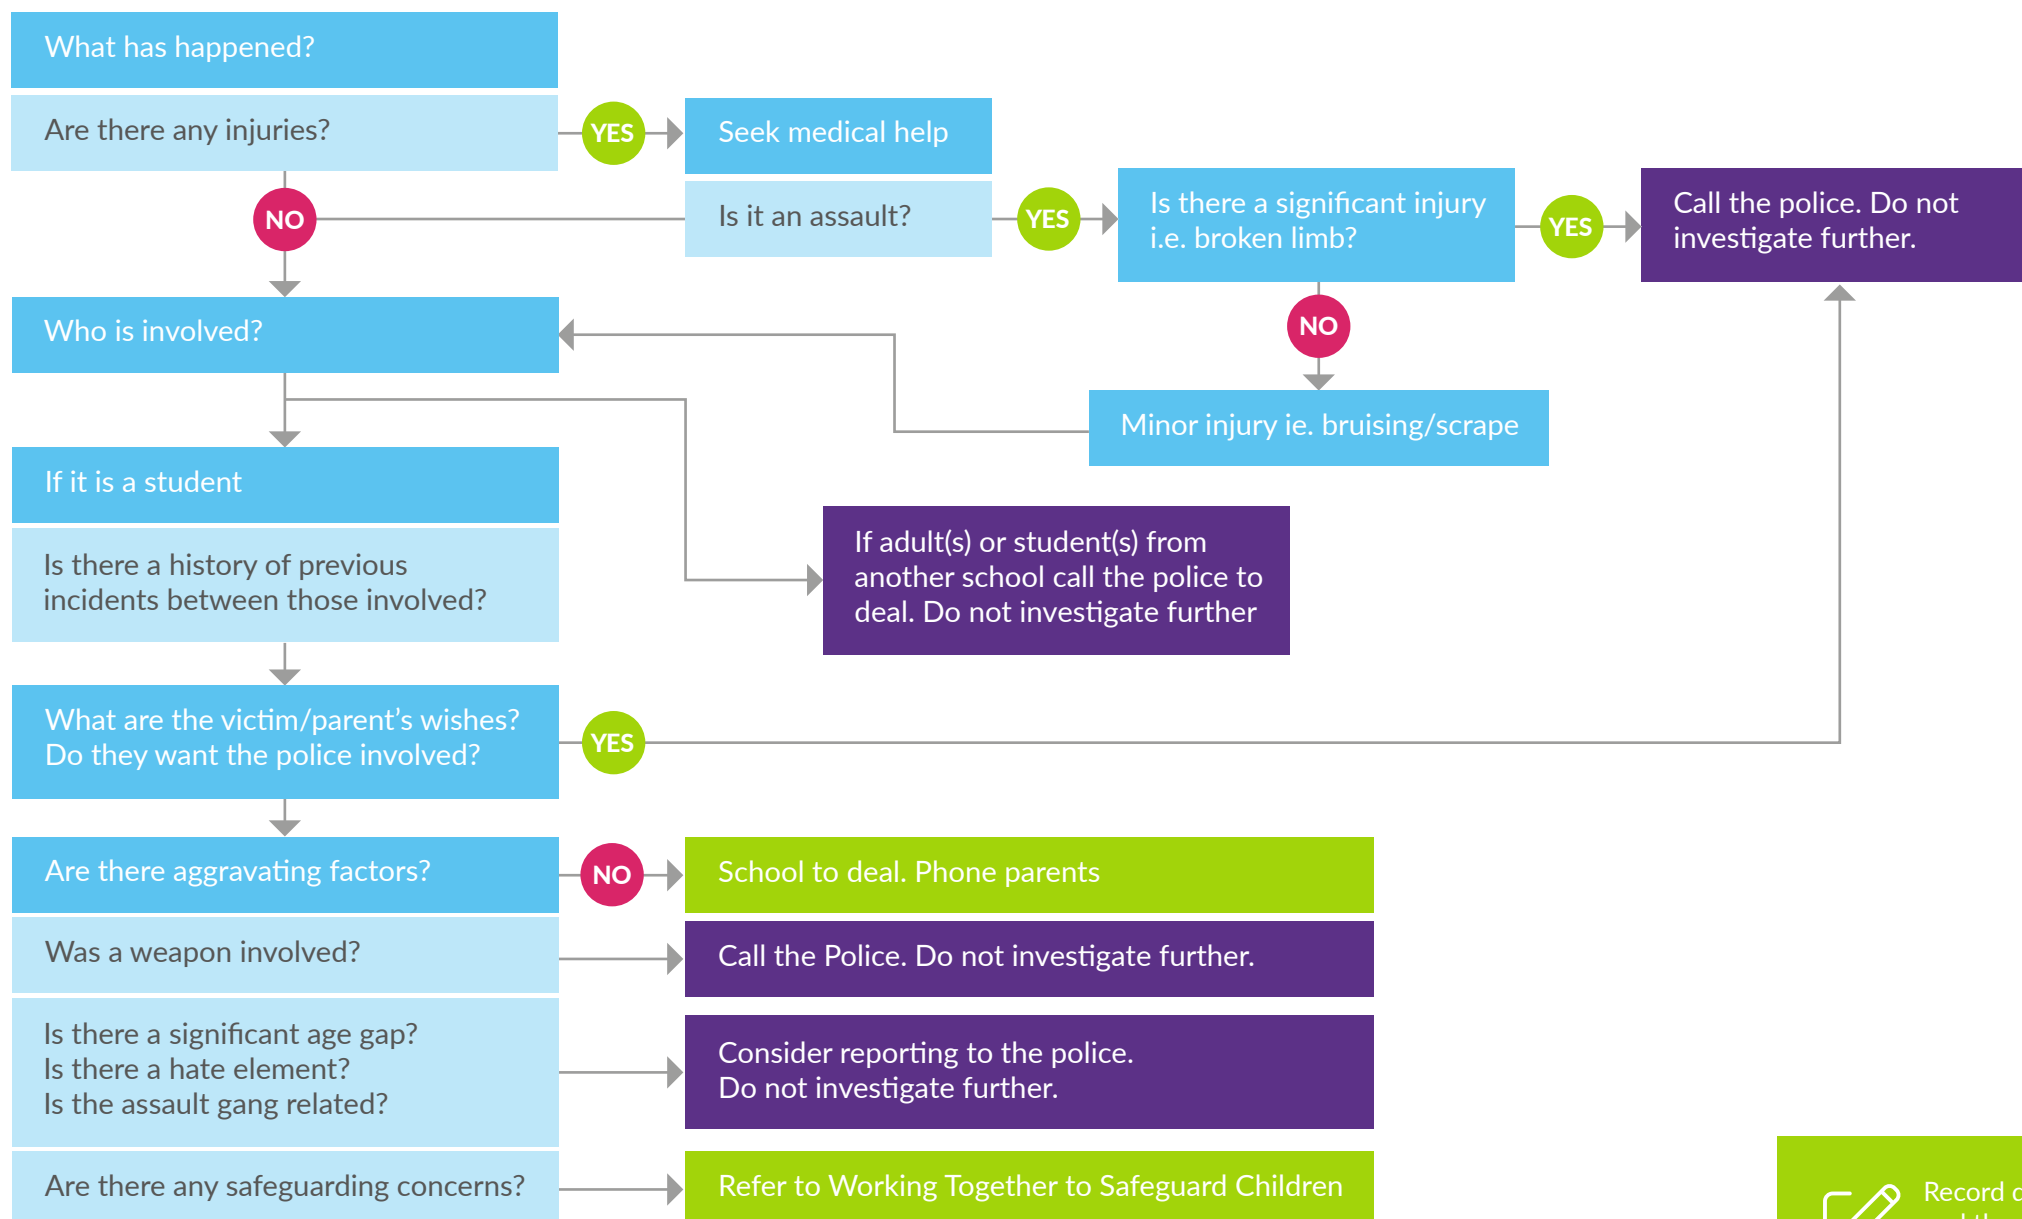 What has happened?
Are there any injuries?
YES
Seek medical help
NO
Is it an assault?
YES
Is there a significant injury
i.e. broken limb?
YES
Call the police. Do not
investigate further.
NO
Who is involved?
Minor injury ie. bruising/scrape
If it is a student
Is there a history of previous
incidents between those involved?
If adult(s) or student(s) from
another school call the police to
deal. Do not investigate further
What are the victim/parent’s wishes?
Do they want the police involved?
YES
Are there aggravating factors?
NO
School to deal. Phone parents
Was a weapon involved?
Call the Police. Do not investigate further.
Is there a significant age gap?
Is there a hate element?
Is the assault gang related?
Consider reporting to the police.
Do not investigate further.
Are there any safeguarding concerns?
Refer to Working Together to Safeguard Children
Record